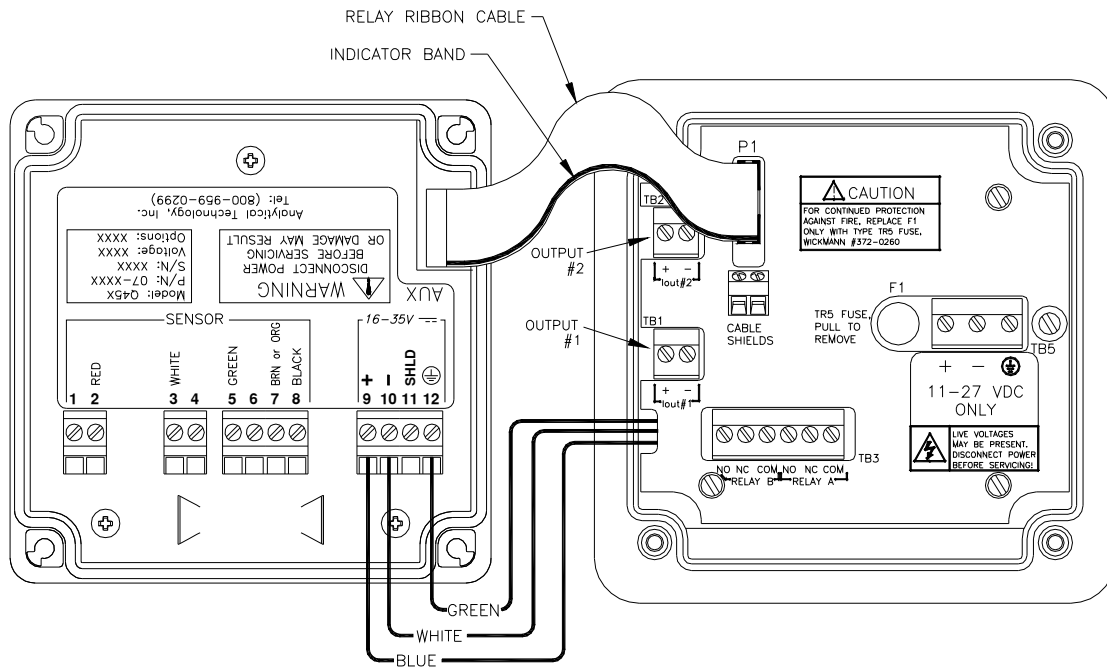 RELAY RIBBON CABLE
INDICATOR BAND
Analytical Technology, Inc.
Tel: (800-959-0299)
Model: Q45X
P/N: 07-XXXX
S/N: XXXX
Voltage: XXXX
Options: XXXX
WARNING
DISCONNECT POWER
BEFORE SERVICING
OR DAMAGE MAY RESULT
AUX
SENSOR
16-35V
RED
WHITE
GREEN
BRN or ORG
BLACK
+
–
SHLD
1 2 3 4 5 6 7 8 9 10 11 12
P1
TB2
OUTPUT
#2
+ –
Iout#2
TB1
OUTPUT
#1
+ –
Iout#1
CABLE
SHIELDS
CAUTION
FOR CONTINUED PROTECTION
AGAINST FIRE, REPLACE F1
ONLY WITH TYPE TR5 FUSE,
WICKMANN #372-0260
F1
TR5 FUSE,
PULL TO
REMOVE
TB5
+ –
11-27 VDC
ONLY
LIVE VOLTAGES
MAY BE PRESENT.
DISCONNECT POWER
BEFORE SERVICING!
TB3
NO NC COM NO NC COM
RELAY B RELAY A
GREEN
WHITE
BLUE